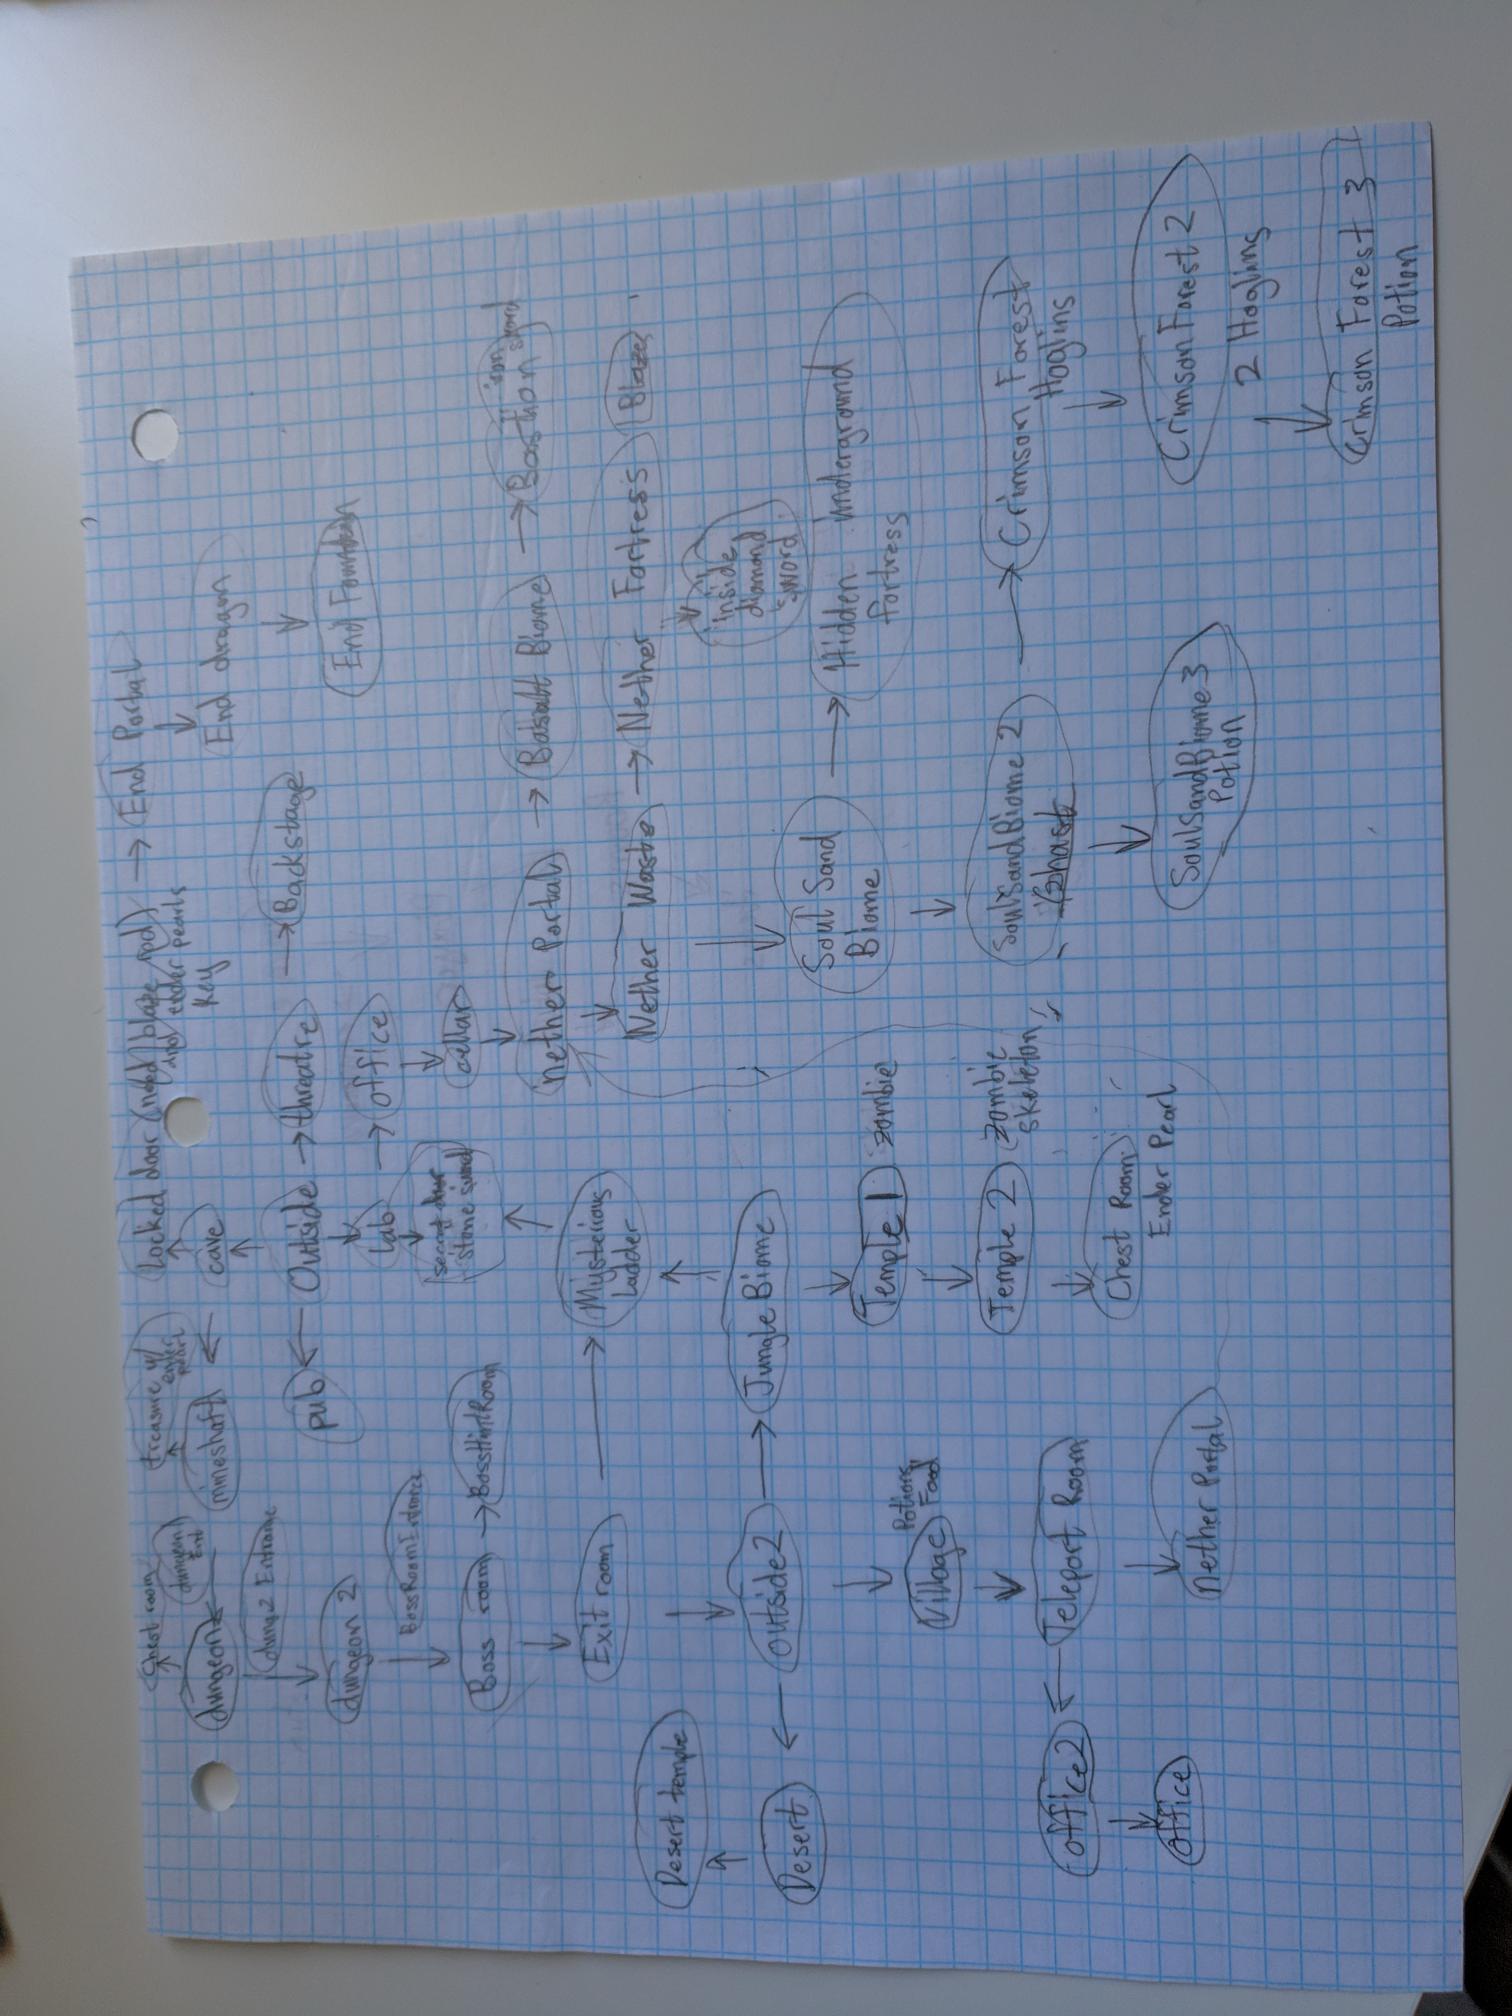 Chest room
treasure w/
ender
pearl
Locked door (need blaze rod)
and ender pearls
key
End Portal
dungeon
Ent
dungeon
mineshaft
cave
End dragon
dung2 Entrance
pub
Outside
threatre
Backstage
dungeon 2
End Fountain
Lab
office
BossRoomEntrance
secret door
stone sword
cellar
Boss room
BossHintRoom
nether Portal
Basalt Biome
Bastion
iron
sword
Exit room
Mysterious
Ladder
Nether Waste
Nether Fortress
Blaze
Desert temple
inside
diamond
sword
Desert
outside2
Jungle Biome
Soul Sand
Biome
Hidden underground
fortress
Temple 1
zombie
Village
Potions,
Food
Temple 2
zombie
skeleton
SoulSandBiome 2
Ghast
Crimson Forest
Hoglins
office2
Teleport Room
Chest Room
Ender Pearl
office
nether Portal
SoulSandBiome 3
Potion
Crimson Forest 2
2 Hoglins
Crimson Forest 3
Potion